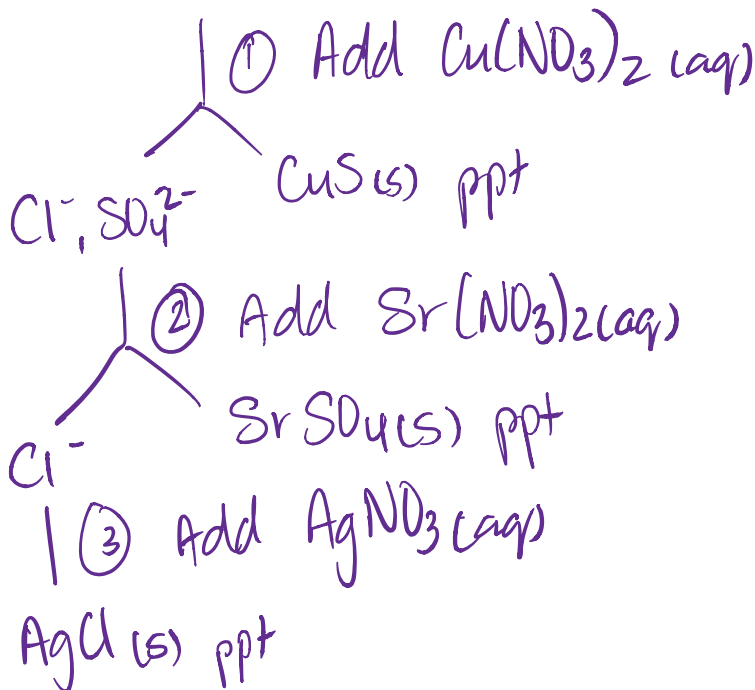 ① Add Cu(NO₃)₂ (aq)
CuS(s) ppt
Cl⁻, SO₄²⁻
② Add Sr(NO₃)₂(aq)
SrSO₄(s) ppt
Cl⁻
③ Add AgNO₃(aq)
AgCl(s) ppt